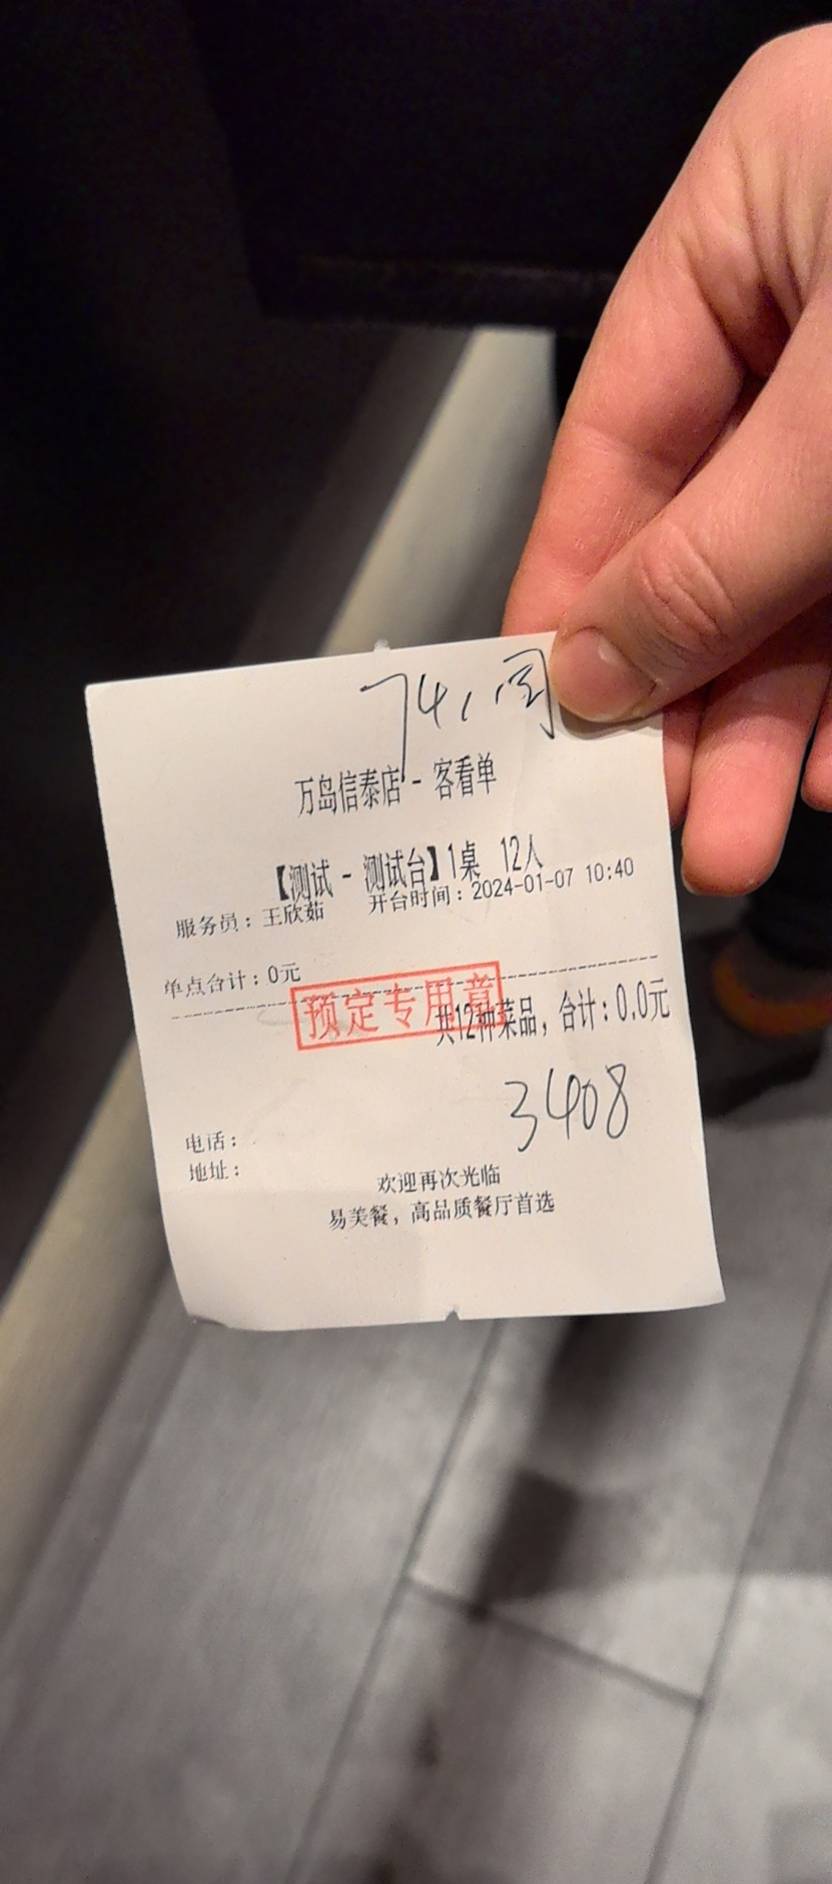 万岛信泰店 - 客看单
【测试 - 测试台】1桌 12人
服务员：王欣茹 开台时间：2024-01-07 10:40
单点合计：0元
预定专用章
共12种菜品，合计：0.0元
3408
电话：
地址：
欢迎再次光临
易美餐，高品质餐厅首选